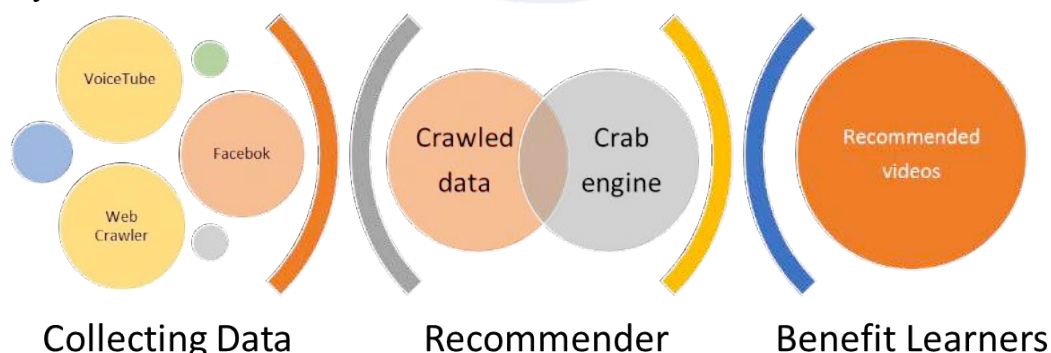 VoiceTube
Facebok
Web
Crawler
Crawled
data
Crab
engine
Recommended
videos
Collecting Data
Recommender
Benefit Learners